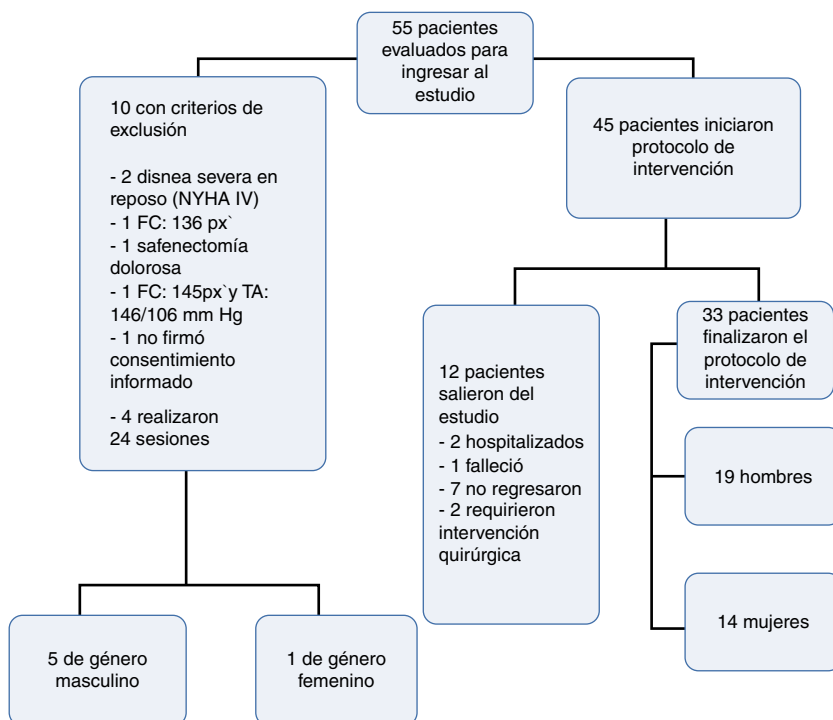 55 pacientes
evaluados para
ingresar al
estudio
10 con criterios de
exclusión
- 2 disnea severa en
reposo (NYHA IV)
- 1 FC: 136 px`
- 1 safenectomía
dolorosa
- 1 FC: 145px`y TA:
146/106 mm Hg
- 1 no firmó
consentimiento
informado
- 4 realizaron
24 sesiones
5 de género
masculino
1 de género
femenino
45 pacientes iniciaron
protocolo de
intervención
12 pacientes
salieron del
estudio
- 2 hospitalizados
- 1 falleció
- 7 no regresaron
- 2 requirieron
intervención
quirúrgica
33 pacientes
finalizaron el
protocolo de
intervención
19 hombres
14 mujeres